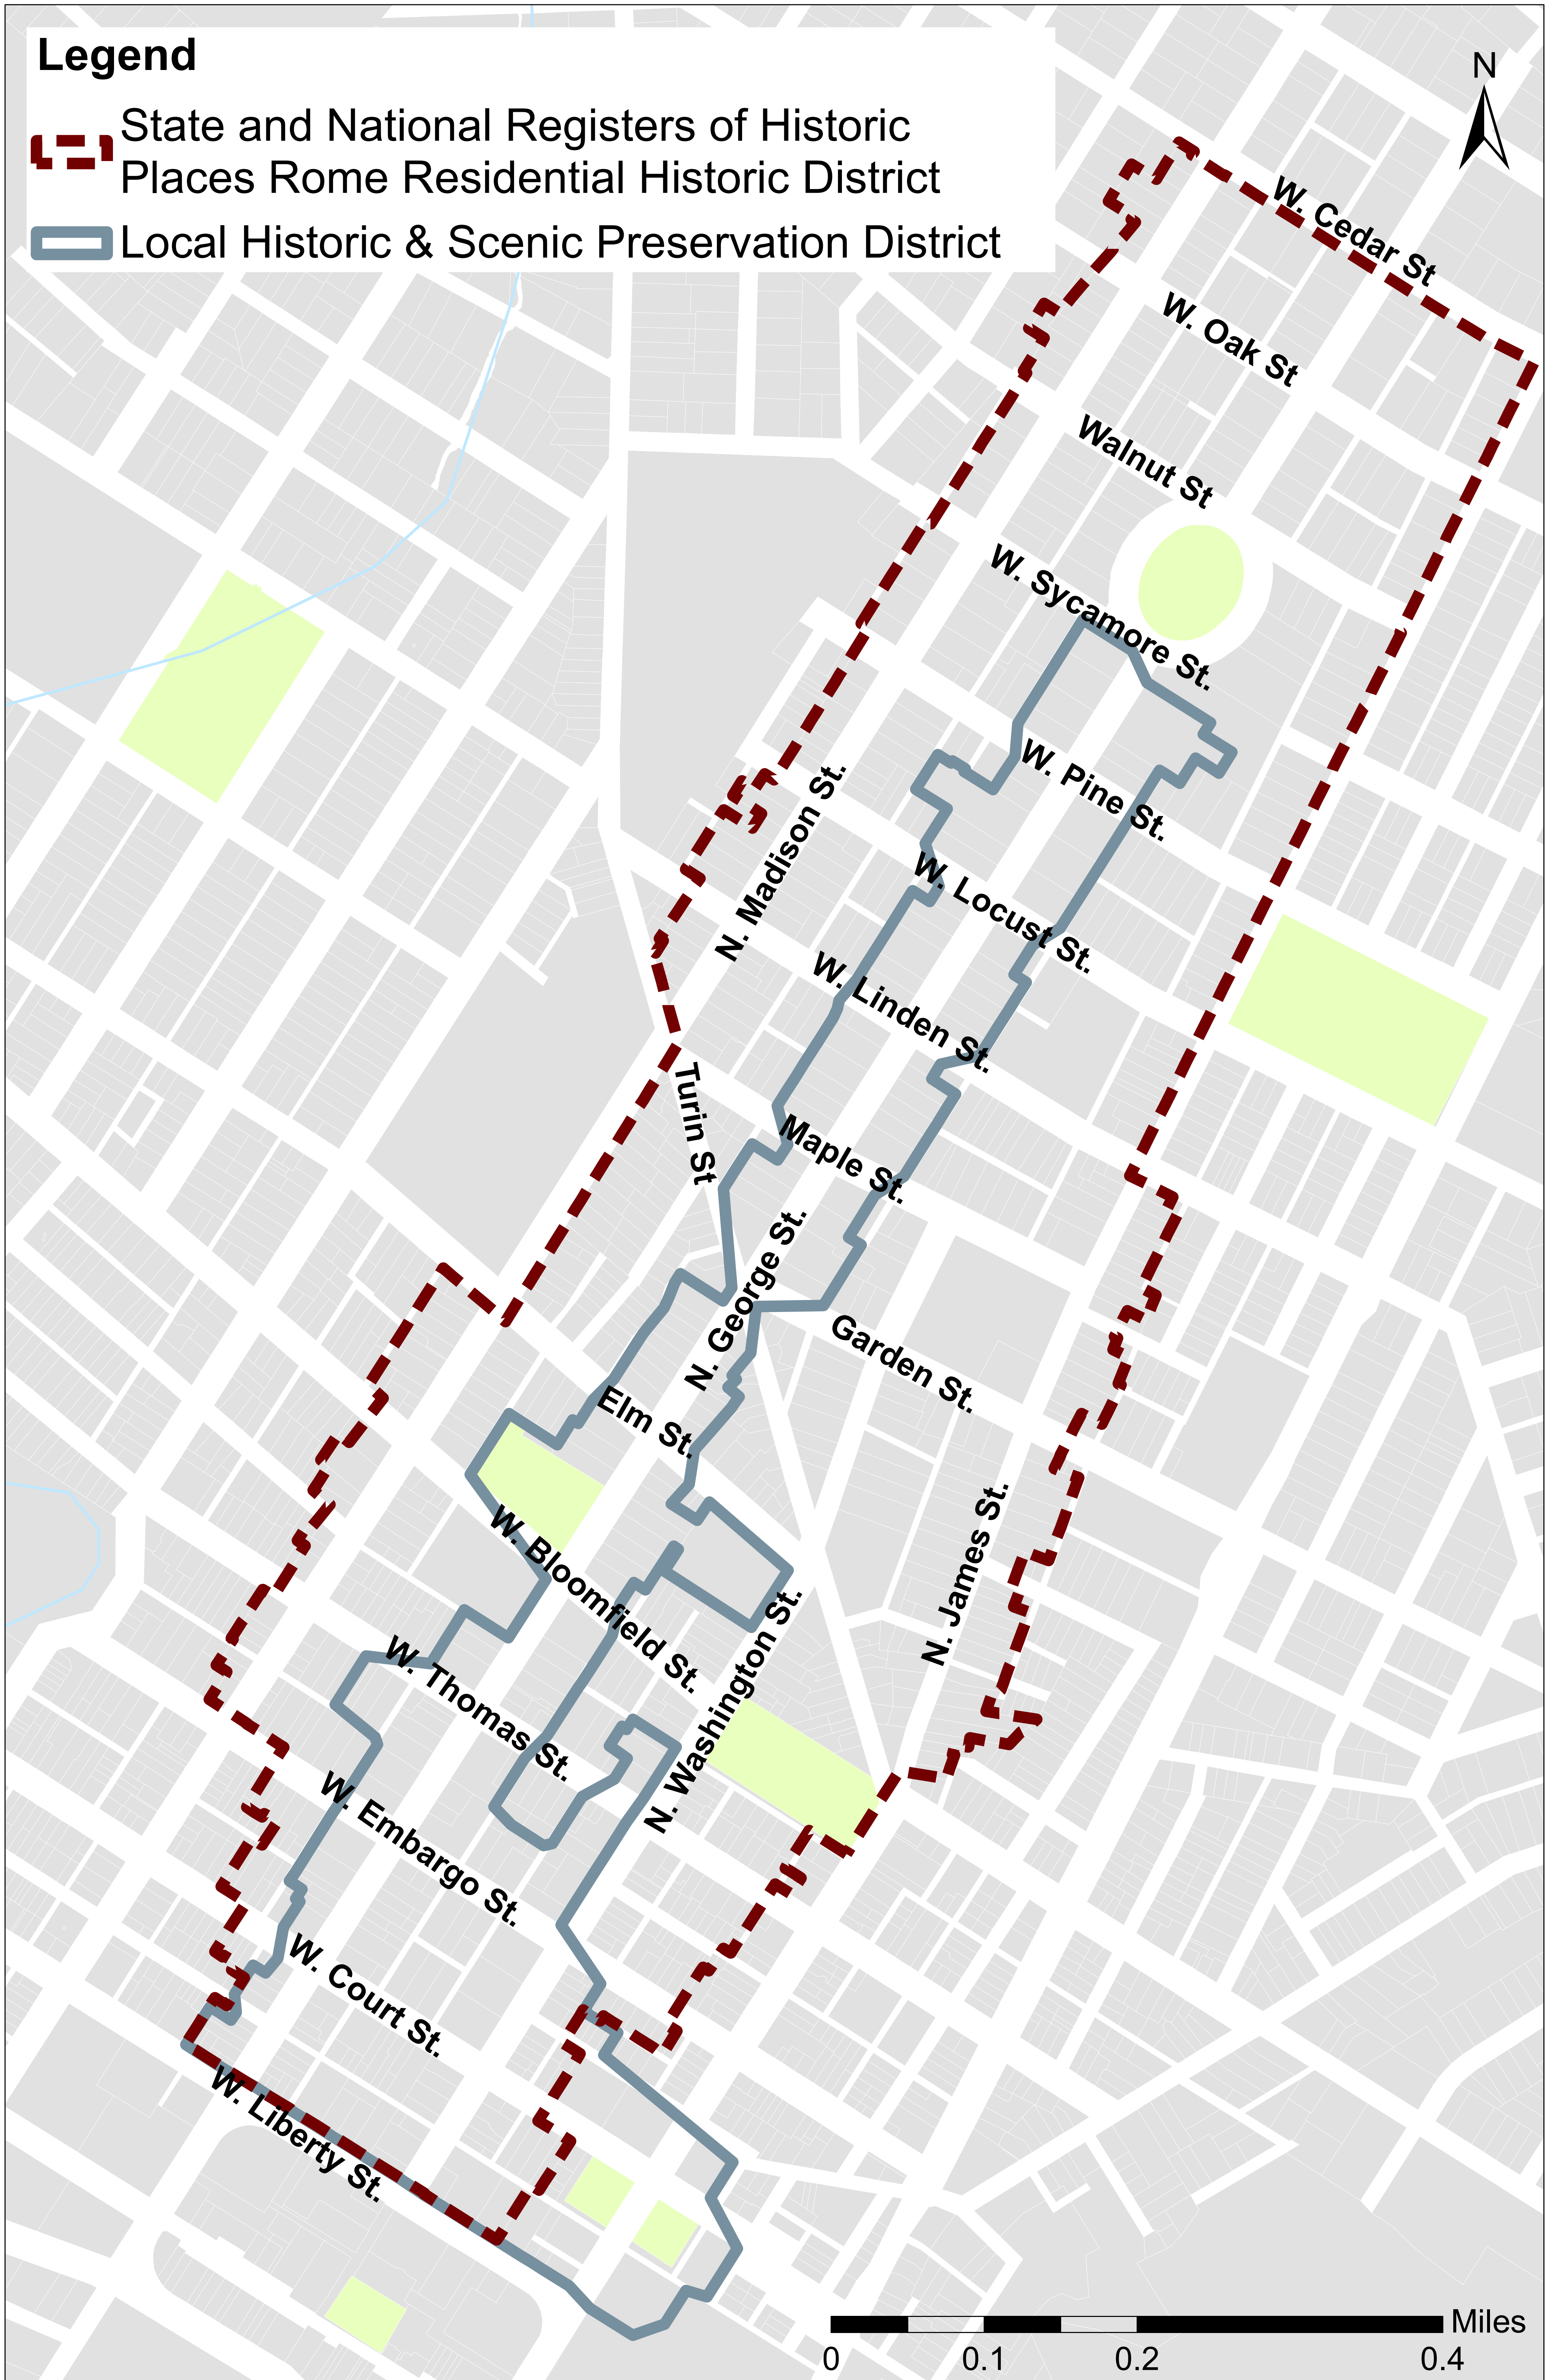 Legend
State and National Registers of Historic
Places Rome Residential Historic District
Local Historic & Scenic Preservation District
N
W. Cedar St
W. Oak St
Walnut St
W. Sycamore St.
W. Pine St.
N. Madison St.
W. Locust St.
W. Linden St.
Turin St
Maple St.
N. George St.
Garden St.
Elm St.
N. James St.
W. Bloomfield St.
N. Washington St.
W. Thomas St.
W. Embargo St.
W. Court St.
W. Liberty St.
Miles
0 0.1 0.2 0.4